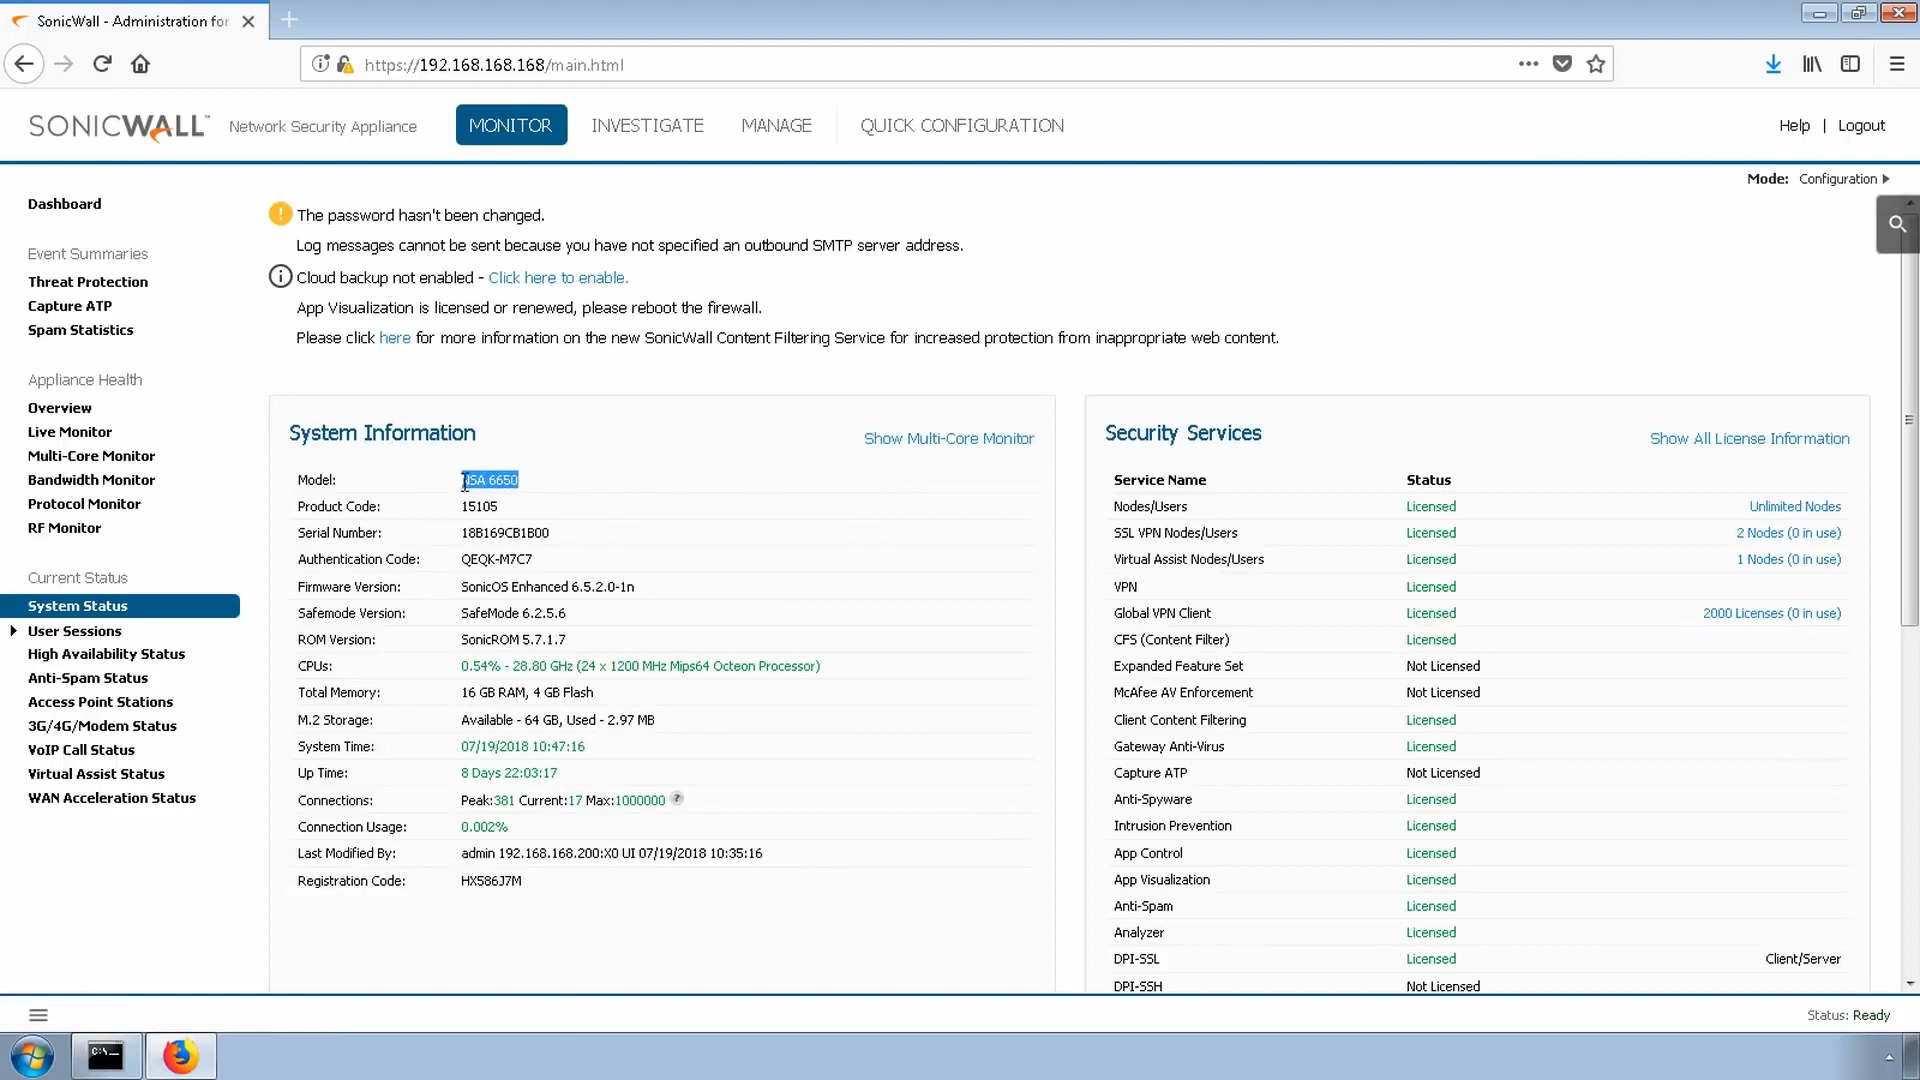 SonicWall - Administration for
https://192.168.168.168/main.html
SONICWALL Network Security Appliance MONITOR INVESTIGATE MANAGE QUICK CONFIGURATION Help | Logout
Mode: Configuration
Dashboard
Event Summaries
Threat Protection
Capture ATP
Spam Statistics
Appliance Health
Overview
Live Monitor
Multi-Core Monitor
Bandwidth Monitor
Protocol Monitor
RF Monitor
Current Status
System Status
User Sessions
High Availability Status
Anti-Spam Status
Access Point Stations
3G/4G/Modem Status
VoIP Call Status
Virtual Assist Status
WAN Acceleration Status
The password hasn't been changed.
Log messages cannot be sent because you have not specified an outbound SMTP server address.
Cloud backup not enabled - Click here to enable.
App Visualization is licensed or renewed, please reboot the firewall.
Please click here for more information on the new SonicWall Content Filtering Service for increased protection from inappropriate web content.
System Information Show Multi-Core Monitor
Model: NSA 6650
Product Code: 15105
Serial Number: 18B169CB1B00
Authentication Code: QEQK-M7C7
Firmware Version: SonicOS Enhanced 6.5.2.0-1n
Safemode Version: SafeMode 6.2.5.6
ROM Version: SonicROM 5.7.1.7
CPUs: 0.54% - 28.80 GHz (24 x 1200 MHz Mips64 Octeon Processor)
Total Memory: 16 GB RAM, 4 GB Flash
M.2 Storage: Available - 64 GB, Used - 2.97 MB
System Time: 07/19/2018 10:47:16
Up Time: 8 Days 22:03:17
Connections: Peak:381 Current:17 Max:1000000 ?
Connection Usage: 0.002%
Last Modified By: admin 192.168.168.200:X0 UI 07/19/2018 10:35:16
Registration Code: HX586J7M
Security Services Show All License Information
Service Name Status
Nodes/Users Licensed Unlimited Nodes
SSL VPN Nodes/Users Licensed 2 Nodes (0 in use)
Virtual Assist Nodes/Users Licensed 1 Nodes (0 in use)
VPN Licensed
Global VPN Client Licensed 2000 Licenses (0 in use)
CFS (Content Filter) Licensed
Expanded Feature Set Not Licensed
McAfee AV Enforcement Not Licensed
Client Content Filtering Licensed
Gateway Anti-Virus Licensed
Capture ATP Not Licensed
Anti-Spyware Licensed
Intrusion Prevention Licensed
App Control Licensed
App Visualization Licensed
Anti-Spam Licensed
Analyzer Licensed
DPI-SSL Licensed Client/Server
DPI-SSH Not Licensed
Status: Ready